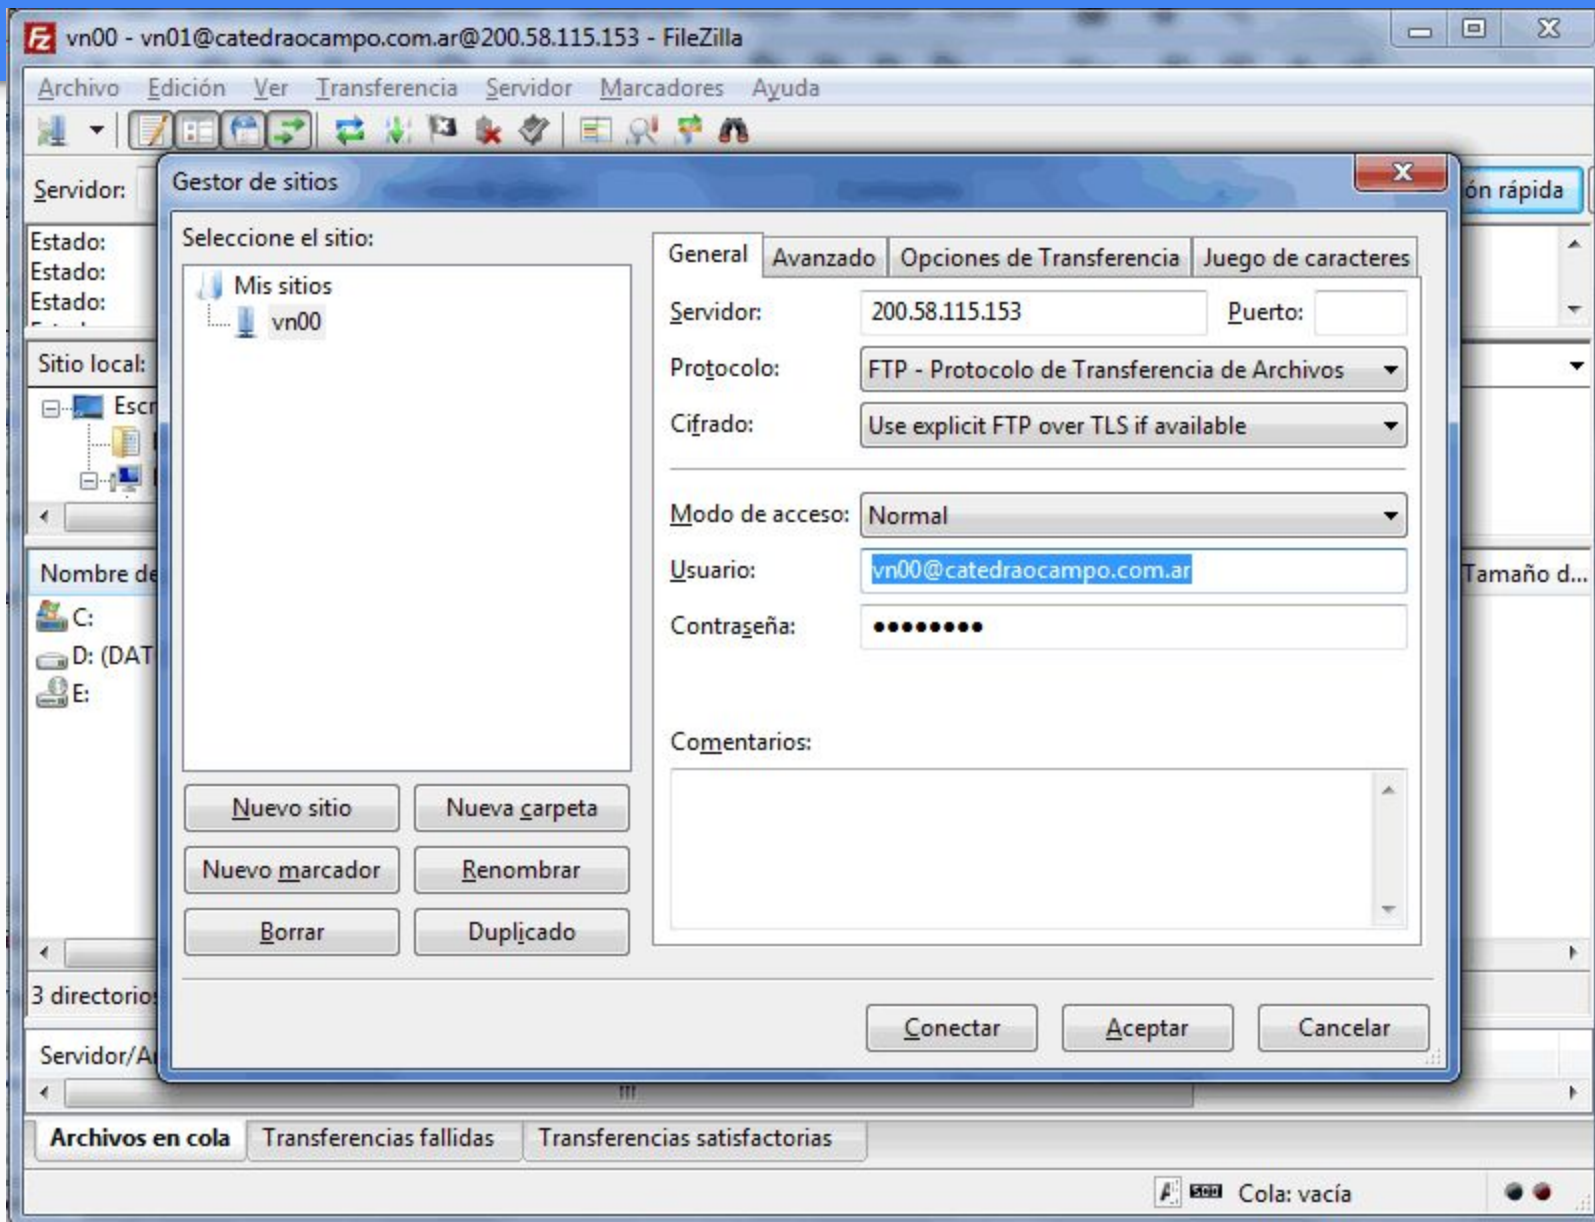 vn00 - vn01@catedraocampo.com.ar@200.58.115.153 - FileZilla
Archivo Edición Ver Transferencia Servidor Marcadores Ayuda
Servidor:
ón rápida
Estado:
Estado:
Estado:
Sitio local:
Escr
Nombre de
Tamaño d...
C:
D: (DAT
E:
3 directorios
Servidor/A
Gestor de sitios
Seleccione el sitio:
Mis sitios
vn00
Nuevo sitio Nueva carpeta
Nuevo marcador Renombrar
Borrar Duplicado
General Avanzado Opciones de Transferencia Juego de caracteres
Servidor: 200.58.115.153 Puerto:
Protocolo: FTP - Protocolo de Transferencia de Archivos
Cifrado: Use explicit FTP over TLS if available
Modo de acceso: Normal
Usuario: vn00@catedraocampo.com.ar
Contraseña: ●●●●●●●●
Comentarios:
Conectar Aceptar Cancelar
Archivos en cola Transferencias fallidas Transferencias satisfactorias
Cola: vacía